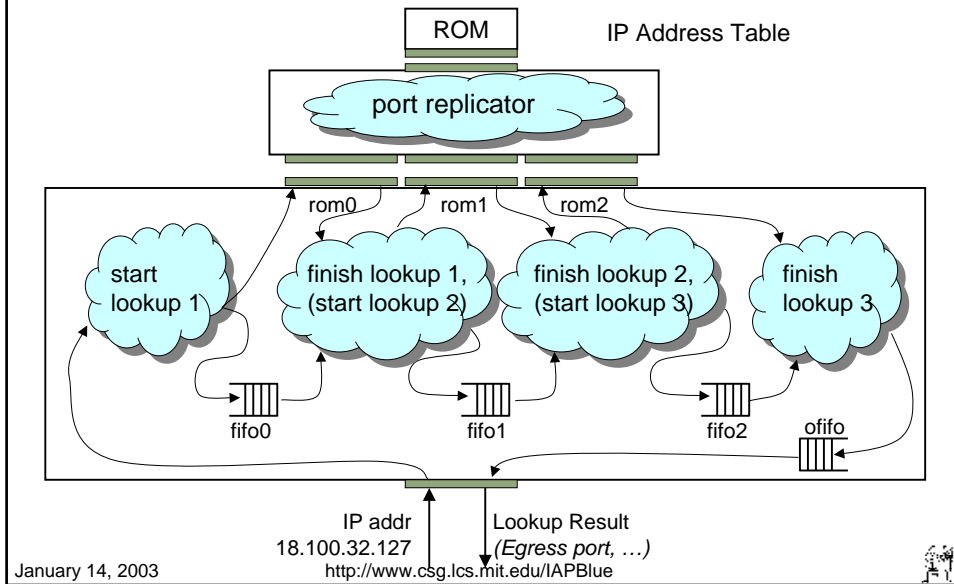 ROM
IP Address Table
port replicator
rom0
rom1
rom2
start
lookup 1
finish lookup 1,
(start lookup 2)
finish lookup 2,
(start lookup 3)
finish
lookup 3
fifo0
fifo1
fifo2
ofifo
IP addr
18.100.32.127
Lookup Result
(Egress port, …)
January 14, 2003
http://www.csg.lcs.mit.edu/IAPBlue